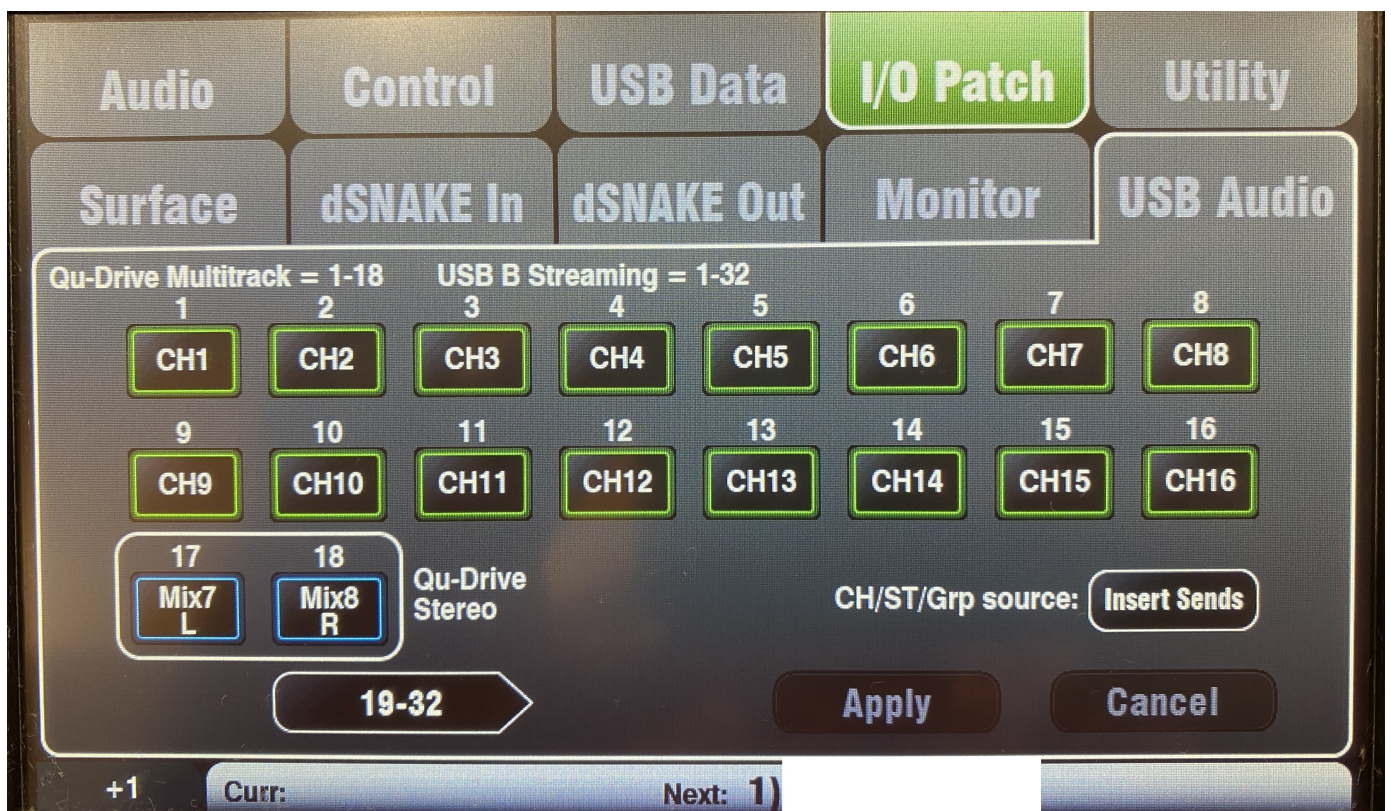 Audio Control USB Data I/O Patch Utility
Surface dSNAKE In dSNAKE Out Monitor USB Audio
Qu-Drive Multitrack = 1-18 USB B Streaming = 1-32
1 2 3 4 5 6 7 8
CH1 CH2 CH3 CH4 CH5 CH6 CH7 CH8
9 10 11 12 13 14 15 16
CH9 CH10 CH11 CH12 CH13 CH14 CH15 CH16
17 18
Mix7 Mix8
L R
Qu-Drive
Stereo
CH/ST/Grp source: Insert Sends
19-32 Apply Cancel
+1 Curr: Next: 1)